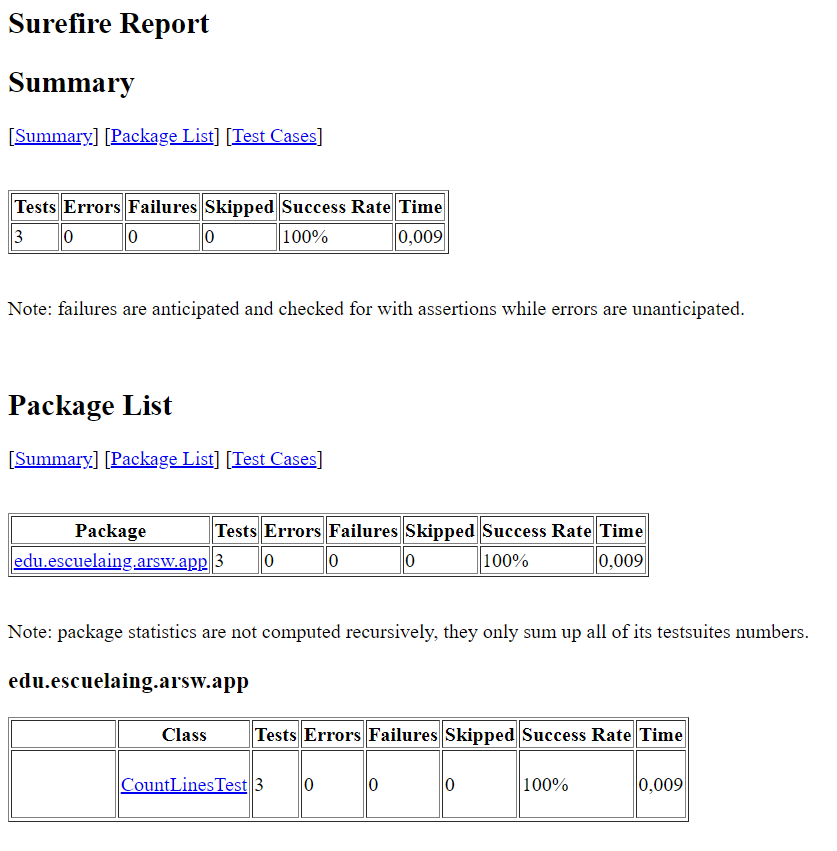 Surefire Report
Summary
[Summary] [Package List] [Test Cases]
Tests Errors Failures Skipped Success Rate Time
3 0 0 0 100% 0,009
Note: failures are anticipated and checked for with assertions while errors are unanticipated.
Package List
[Summary] [Package List] [Test Cases]
Package Tests Errors Failures Skipped Success Rate Time
edu.escuelaing.arsw.app 3 0 0 0 100% 0,009
Note: package statistics are not computed recursively, they only sum up all of its testsuites numbers.
edu.escuelaing.arsw.app
Class Tests Errors Failures Skipped Success Rate Time
CountLinesTest 3 0 0 0 100% 0,009